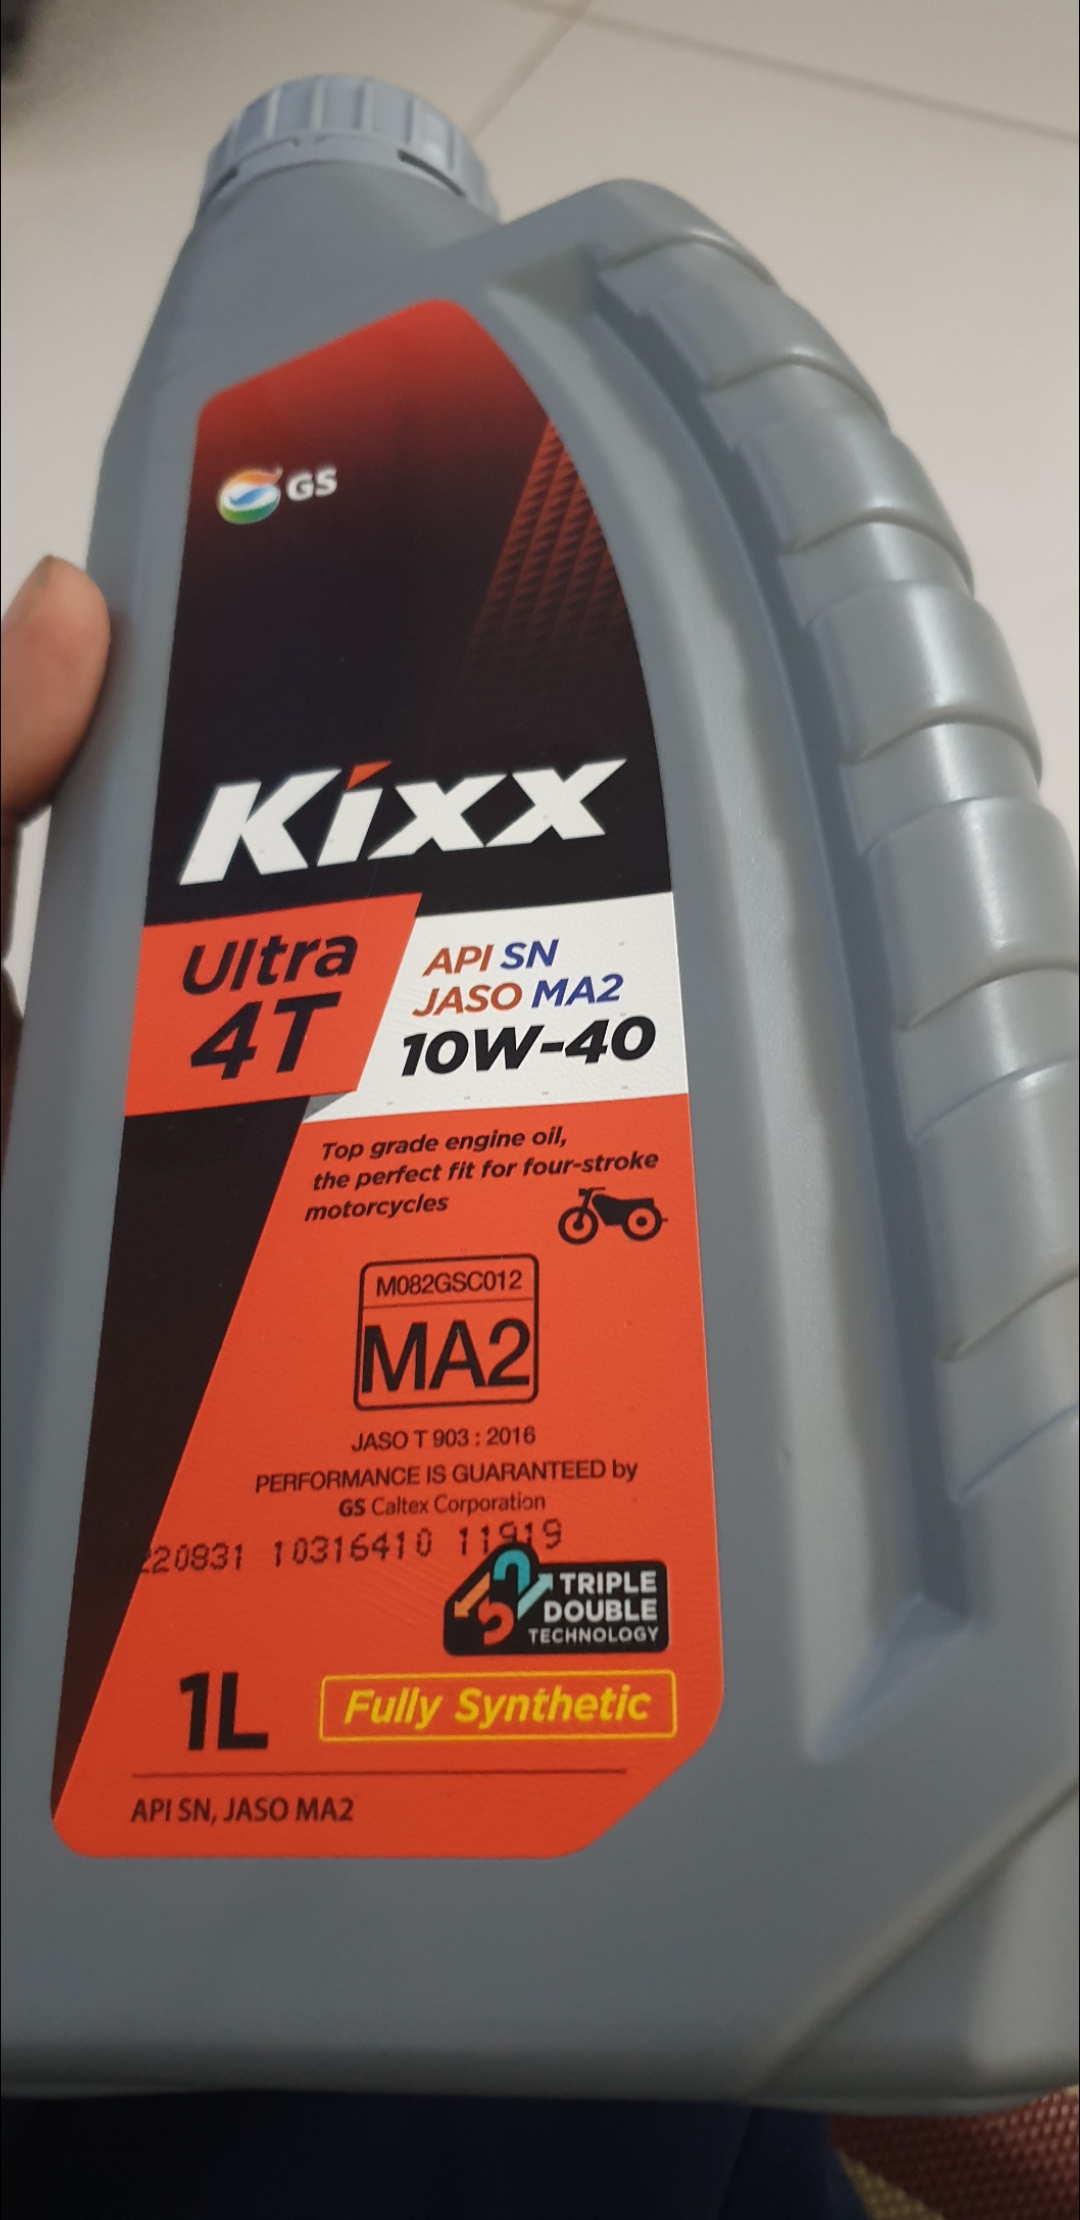 GS
Kixx
Ultra
4T
API SN
JASO MA2
10W-40
Top grade engine oil,
the perfect fit for four-stroke
motorcycles
M082GSC012
MA2
JASO T 903 : 2016
PERFORMANCE IS GUARANTEED by
GS Caltex Corporation
220831 10316410 11919
TRIPLE
DOUBLE
TECHNOLOGY
1L
Fully Synthetic
API SN, JASO MA2